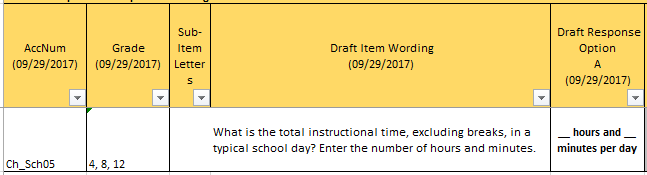 AccNum
(09/29/2017)
Grade
(09/29/2017)
Sub-
Item
Letter
s
Draft Item Wording
(09/29/2017)
Draft Response
Option
A
(09/29/2017)
Ch_Sch05
4, 8, 12
What is the total instructional time, excluding breaks, in a
typical school day? Enter the number of hours and minutes.
__ hours and __
minutes per day